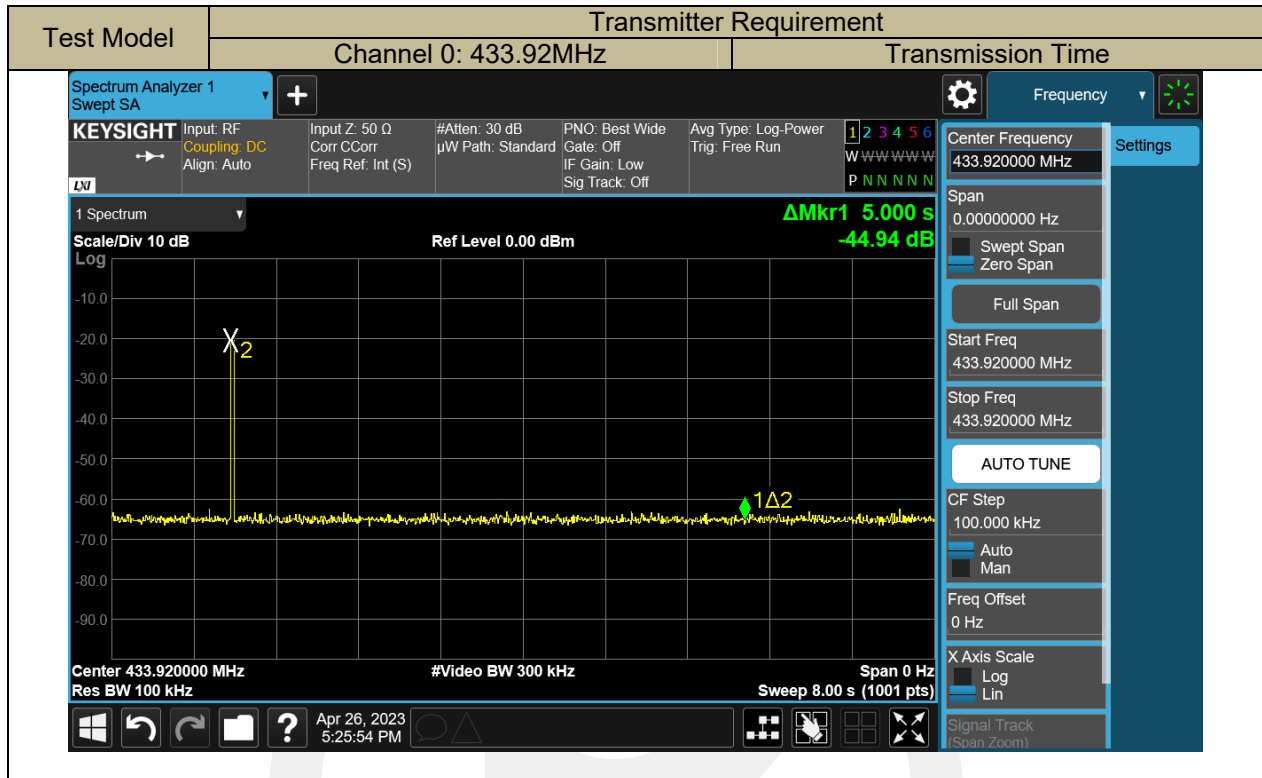 Test Model
Transmitter Requirement
Channel 0: 433.92MHz
Transmission Time
Spectrum Analyzer 1
Swept SA
+
Frequency
KEYSIGHT
LXI
Input: RF
Coupling: DC
Align: Auto
Input Z: 50 Ω
Corr CCorr
Freq Ref: Int (S)
#Atten: 30 dB
µW Path: Standard
PNO: Best Wide
Gate: Off
IF Gain: Low
Sig Track: Off
Avg Type: Log-Power
Trig: Free Run
1 2 3 4 5 6
W W W W W W
P N N N N N
1 Spectrum
Scale/Div 10 dB
Log
Ref Level 0.00 dBm
ΔMkr1 5.000 s
-44.94 dB
-10.0
-20.0
-30.0
-40.0
-50.0
-60.0
-70.0
-80.0
-90.0
X2
1Δ2
Center 433.920000 MHz
Res BW 100 kHz
#Video BW 300 kHz
Span 0 Hz
Sweep 8.00 s (1001 pts)
Center Frequency
433.920000 MHz
Settings
Span
0.00000000 Hz
Swept Span
Zero Span
Full Span
Start Freq
433.920000 MHz
Stop Freq
433.920000 MHz
AUTO TUNE
CF Step
100.000 kHz
Auto
Man
Freq Offset
0 Hz
X Axis Scale
Log
Lin
Signal Track
(Span Zoom)
?
Apr 26, 2023
5:25:54 PM